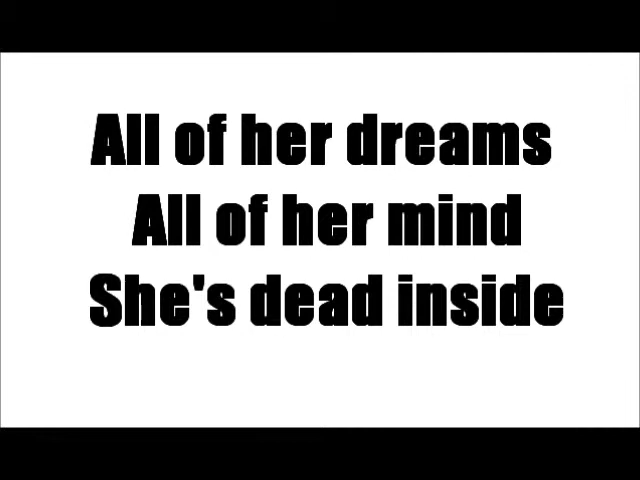 All of her dreams
All of her mind
She's dead inside